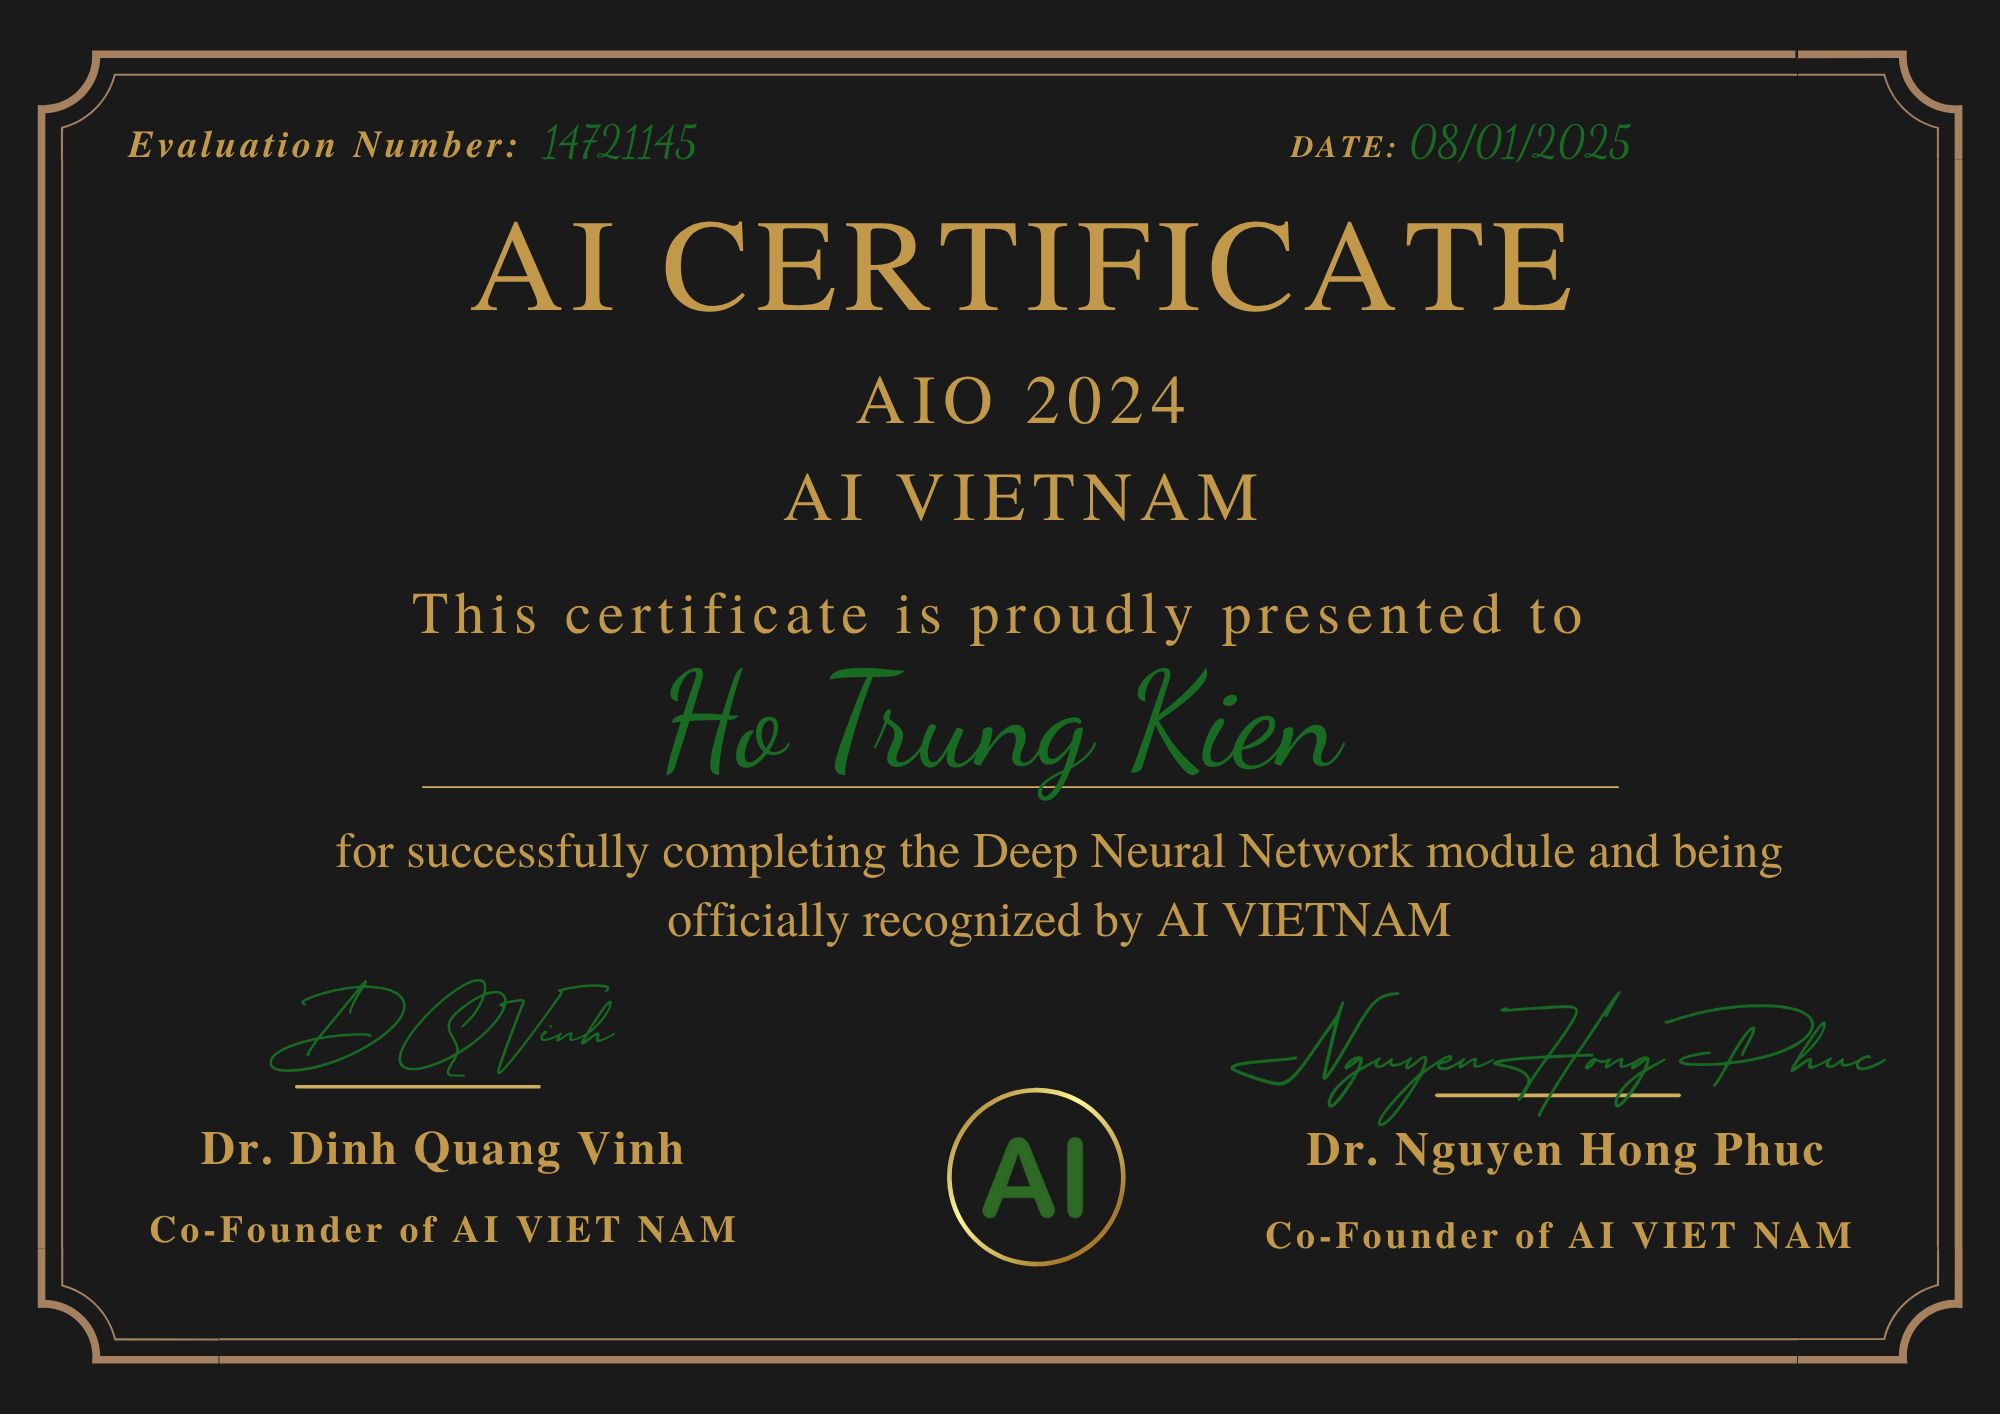 Evaluation Number: 14721145
DATE: 08/01/2025
AI CERTIFICATE
AIO 2024
AI VIETNAM
This certificate is proudly presented to
Ho Trung Kien
for successfully completing the Deep Neural Network module and being
officially recognized by AI VIETNAM
DQVinh
Nguyen Hong Phuc
Dr. Dinh Quang Vinh
Dr. Nguyen Hong Phuc
Co-Founder of AI VIET NAM
Co-Founder of AI VIET NAM
AI